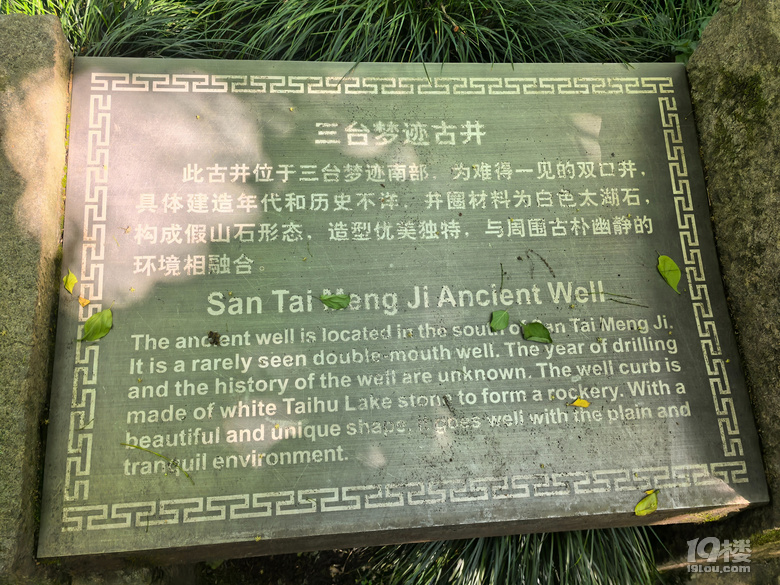 三台梦迹古井
此古井位于三台梦迹南部，为难得一见的双口井，
具体建造年代和历史不详，井圈材料为白色太湖石，
构成假山石形态，造型优美独特，与周围古朴幽静的
环境相融合。
San Tai Meng Ji Ancient Well
The ancient well is located in the south of San Tai Meng Ji.
It is a rarely seen double-mouth well. The year of drilling
and the history of the well are unknown. The well curb is
made of white Taihu Lake stone to form a rockery. With a
beautiful and unique shape, it goes well with the plain and
tranquil environment.
19楼
19lou.com